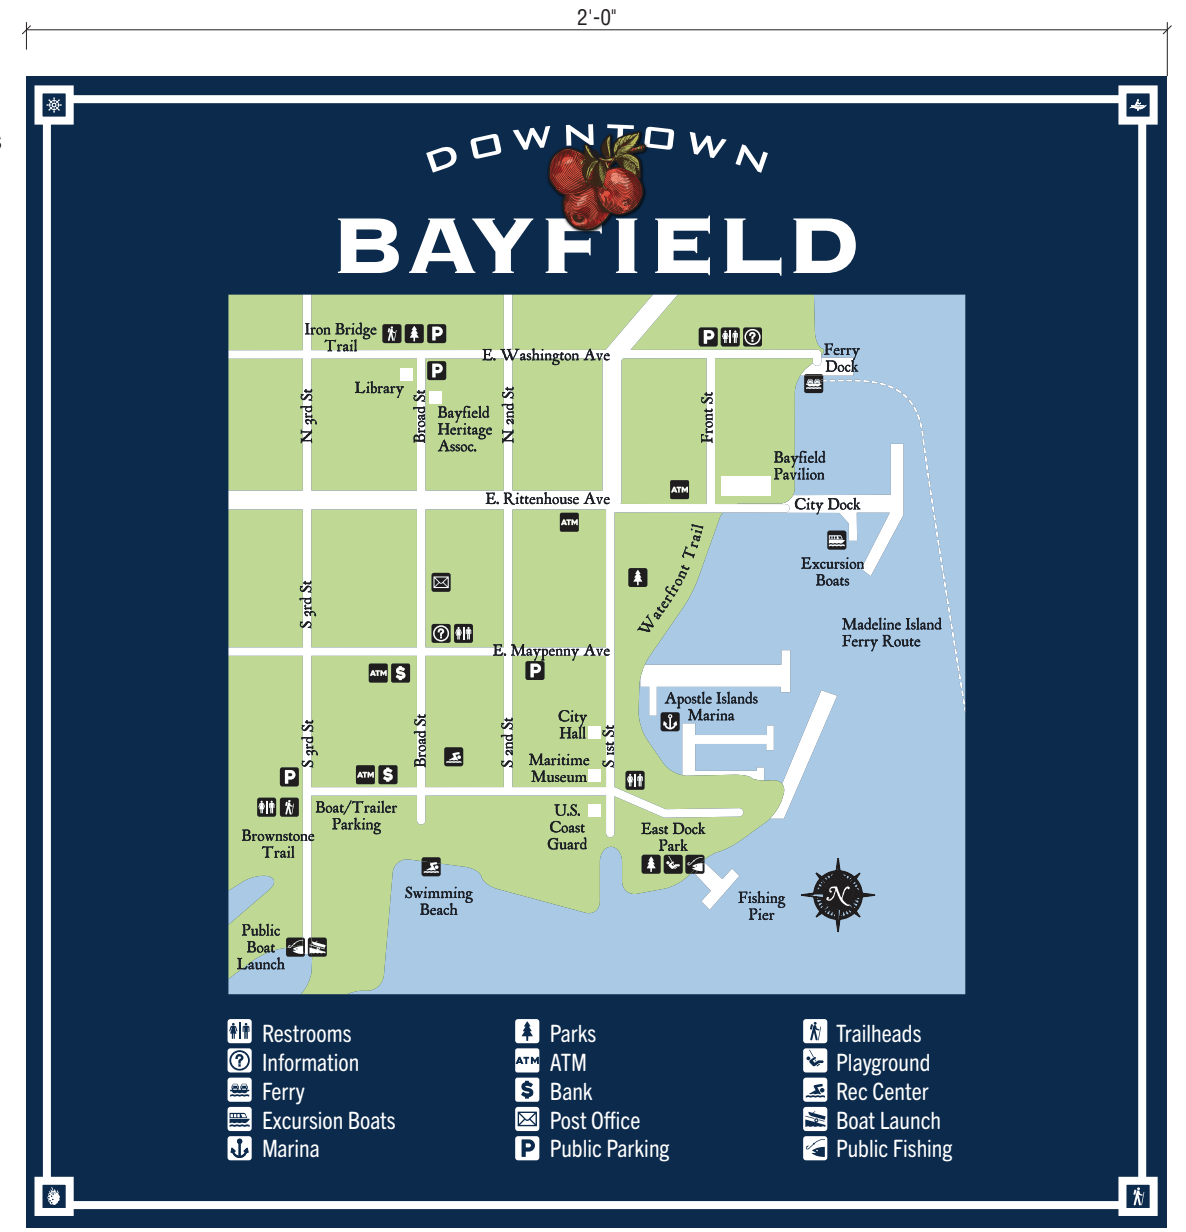 2'-0"
DOWNTOWN
BAYFIELD
Iron Bridge
Trail
P
E. Washington Ave
P
?
Ferry
Dock
Library
P
Bayfield
Heritage
Assoc.
N 3rd St
Broad St
N 2nd St
Front St
Bayfield
Pavilion
ATM
E. Rittenhouse Ave
City Dock
ATM
Excursion
Boats
Waterfront Trail
S 3rd St
?
Madeline Island
Ferry Route
E. Maypenny Ave
ATM $
P
Apostle Islands
Marina
City
Hall
S 3rd St
Broad St
S 2nd St
S 1st St
Maritime
Museum
P
ATM $
Boat/Trailer
Parking
U.S.
Coast
Guard
Brownstone
Trail
East Dock
Park
Swimming
Beach
Fishing
Pier
N
Public
Boat
Launch
Restrooms
? Information
Ferry
Excursion Boats
Marina
Parks
ATM ATM
$ Bank
Post Office
P Public Parking
Trailheads
Playground
Rec Center
Boat Launch
Public Fishing